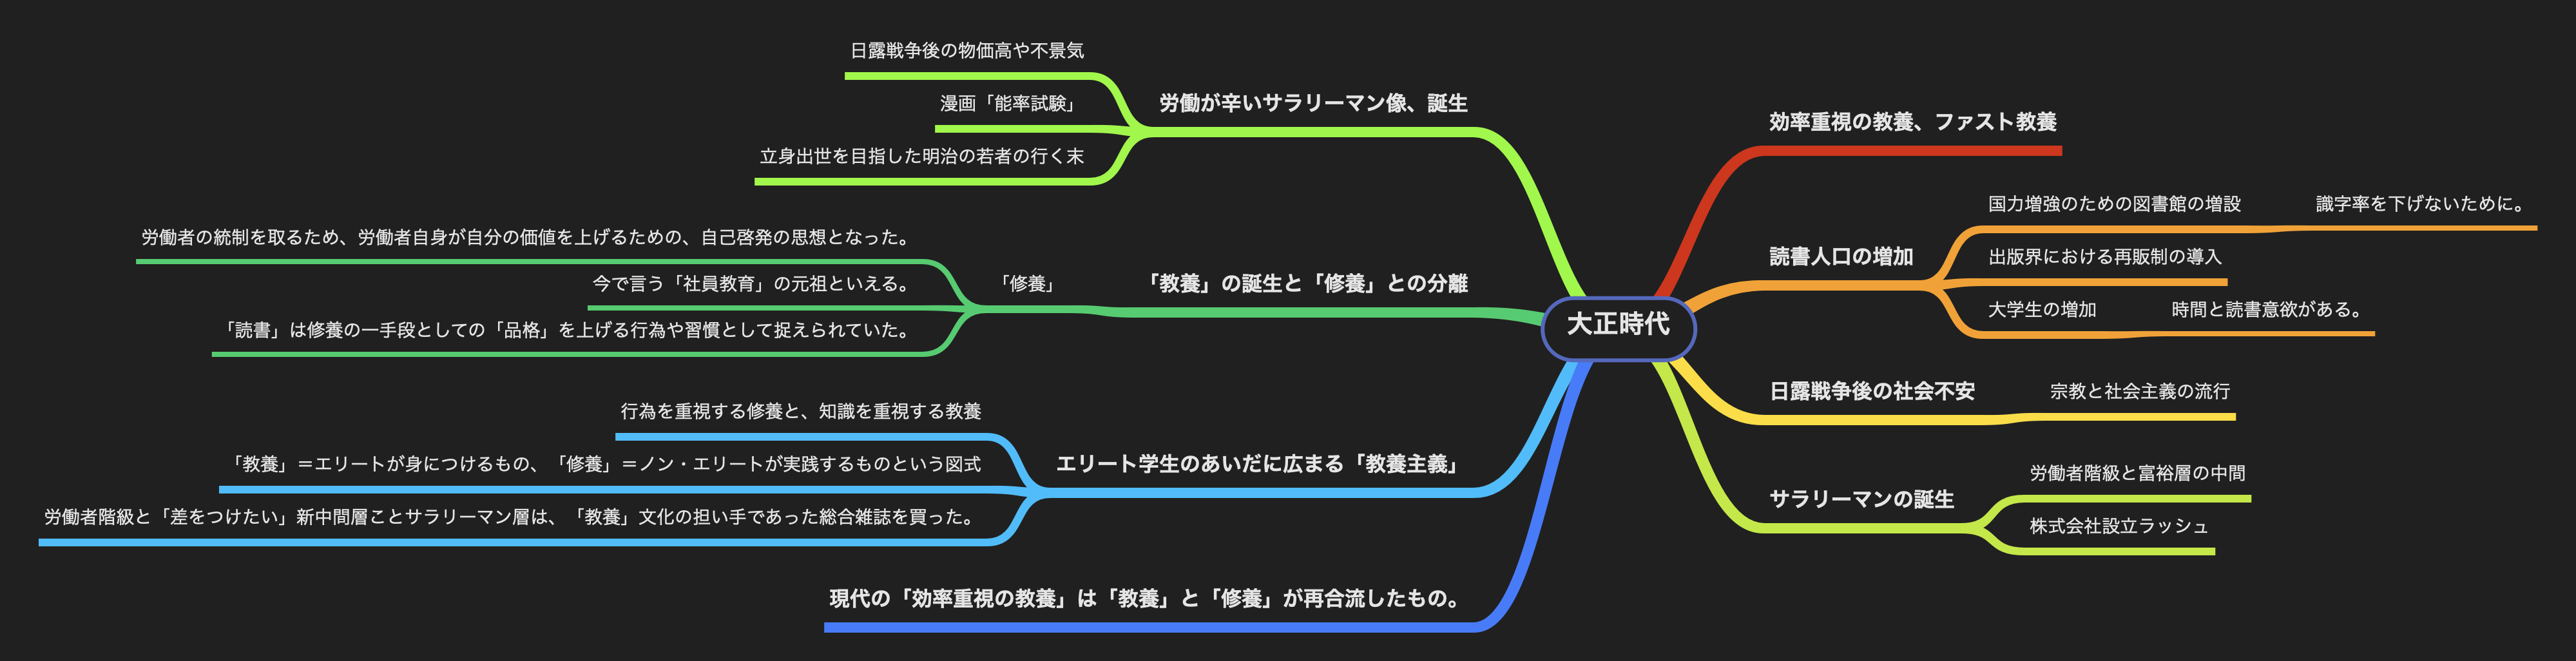 大正時代
効率重視の教養、ファスト教養
読書人口の増加
国力増強のための図書館の増設
識字率を下げないために。
出版界における再販制の導入
大学生の増加
時間と読書意欲がある。
日露戦争後の社会不安
宗教と社会主義の流行
サラリーマンの誕生
労働者階級と富裕層の中間
株式会社設立ラッシュ
労働が辛いサラリーマン像、誕生
日露戦争後の物価高や不景気
漫画「能率試験」
立身出世を目指した明治の若者の行く末
「教養」の誕生と「修養」との分離
「修養」
労働者の統制を取るため、労働者自身が自分の価値を上げるための、自己啓発の思想となった。
今で言う「社員教育」の元祖といえる。
「読書」は修養の一手段としての「品格」を上げる行為や習慣として捉えられていた。
エリート学生のあいだに広まる「教養主義」
行為を重視する修養と、知識を重視する教養
「教養」＝エリートが身につけるもの、「修養」＝ノン・エリートが実践するものという図式
労働者階級と「差をつけたい」新中間層ことサラリーマン層は、「教養」文化の担い手であった総合雑誌を買った。
現代の「効率重視の教養」は「教養」と「修養」が再合流したもの。